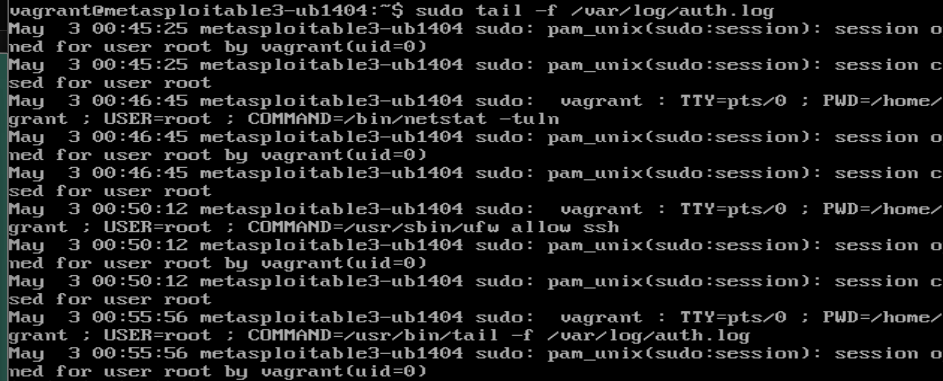 vagrant@metasploitable3-ub1404:~$ sudo tail -f /var/log/auth.log
May  3 00:45:25 metasploitable3-ub1404 sudo: pam_unix(sudo:session): session o
ned for user root by vagrant(uid=0)
May  3 00:45:25 metasploitable3-ub1404 sudo: pam_unix(sudo:session): session c
sed for user root
May  3 00:46:45 metasploitable3-ub1404 sudo:  vagrant : TTY=pts/0 ; PWD=/home/
grant ; USER=root ; COMMAND=/bin/netstat -tuln
May  3 00:46:45 metasploitable3-ub1404 sudo: pam_unix(sudo:session): session o
ned for user root by vagrant(uid=0)
May  3 00:46:45 metasploitable3-ub1404 sudo: pam_unix(sudo:session): session c
sed for user root
May  3 00:50:12 metasploitable3-ub1404 sudo:  vagrant : TTY=pts/0 ; PWD=/home/
grant ; USER=root ; COMMAND=/usr/sbin/ufw allow ssh
May  3 00:50:12 metasploitable3-ub1404 sudo: pam_unix(sudo:session): session o
ned for user root by vagrant(uid=0)
May  3 00:50:12 metasploitable3-ub1404 sudo: pam_unix(sudo:session): session c
sed for user root
May  3 00:55:56 metasploitable3-ub1404 sudo:  vagrant : TTY=pts/0 ; PWD=/home/
grant ; USER=root ; COMMAND=/usr/bin/tail -f /var/log/auth.log
May  3 00:55:56 metasploitable3-ub1404 sudo: pam_unix(sudo:session): session o
ned for user root by vagrant(uid=0)